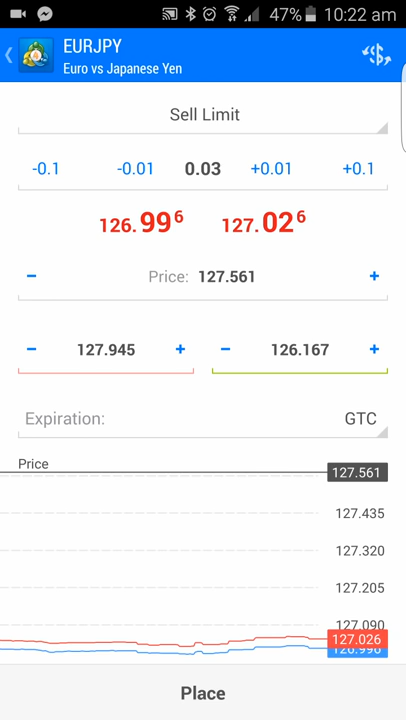 47% 10:22 am
EURJPY
Euro vs Japanese Yen
Sell Limit
-0.1 -0.01 0.03 +0.01 +0.1
126.996 127.026
− Price: 127.561 +
− 127.945 + − 126.167 +
Expiration: GTC
Price
127.561
127.435
127.320
127.205
127.090
127.026
126.996
Place